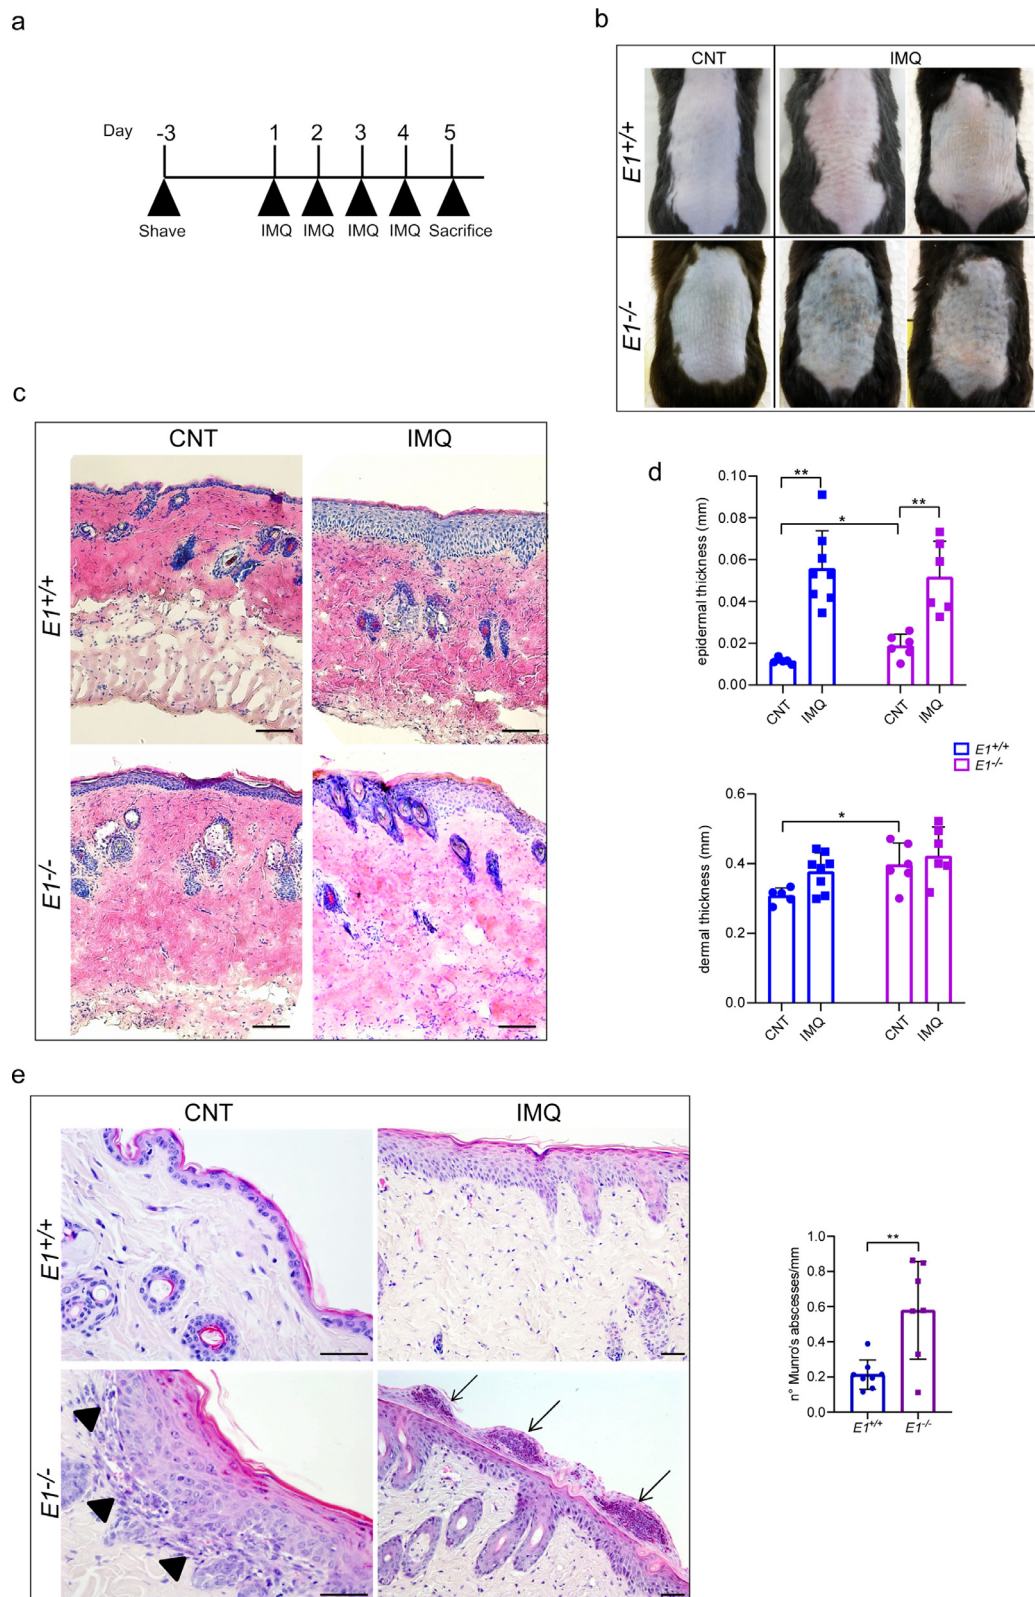 a
Day -3 1 2 3 4 5
Shave IMQ IMQ IMQ IMQ Sacrifice
b
CNT IMQ
E1+/+
E1-/-
c
CNT IMQ
E1+/+
E1-/-
d
epidermal thickness (mm)
0.10
0.08
0.06
0.04
0.02
0.00
** * **
CNT IMQ CNT IMQ
E1+/+
E1-/-
dermal thickness (mm)
0.6
0.4
0.2
0.0
*
CNT IMQ CNT IMQ
e
CNT IMQ
E1+/+
E1-/-
n° Munro's abscesses/mm
1.0
0.8
0.6
0.4
0.2
0.0
**
E1+/+ E1-/-